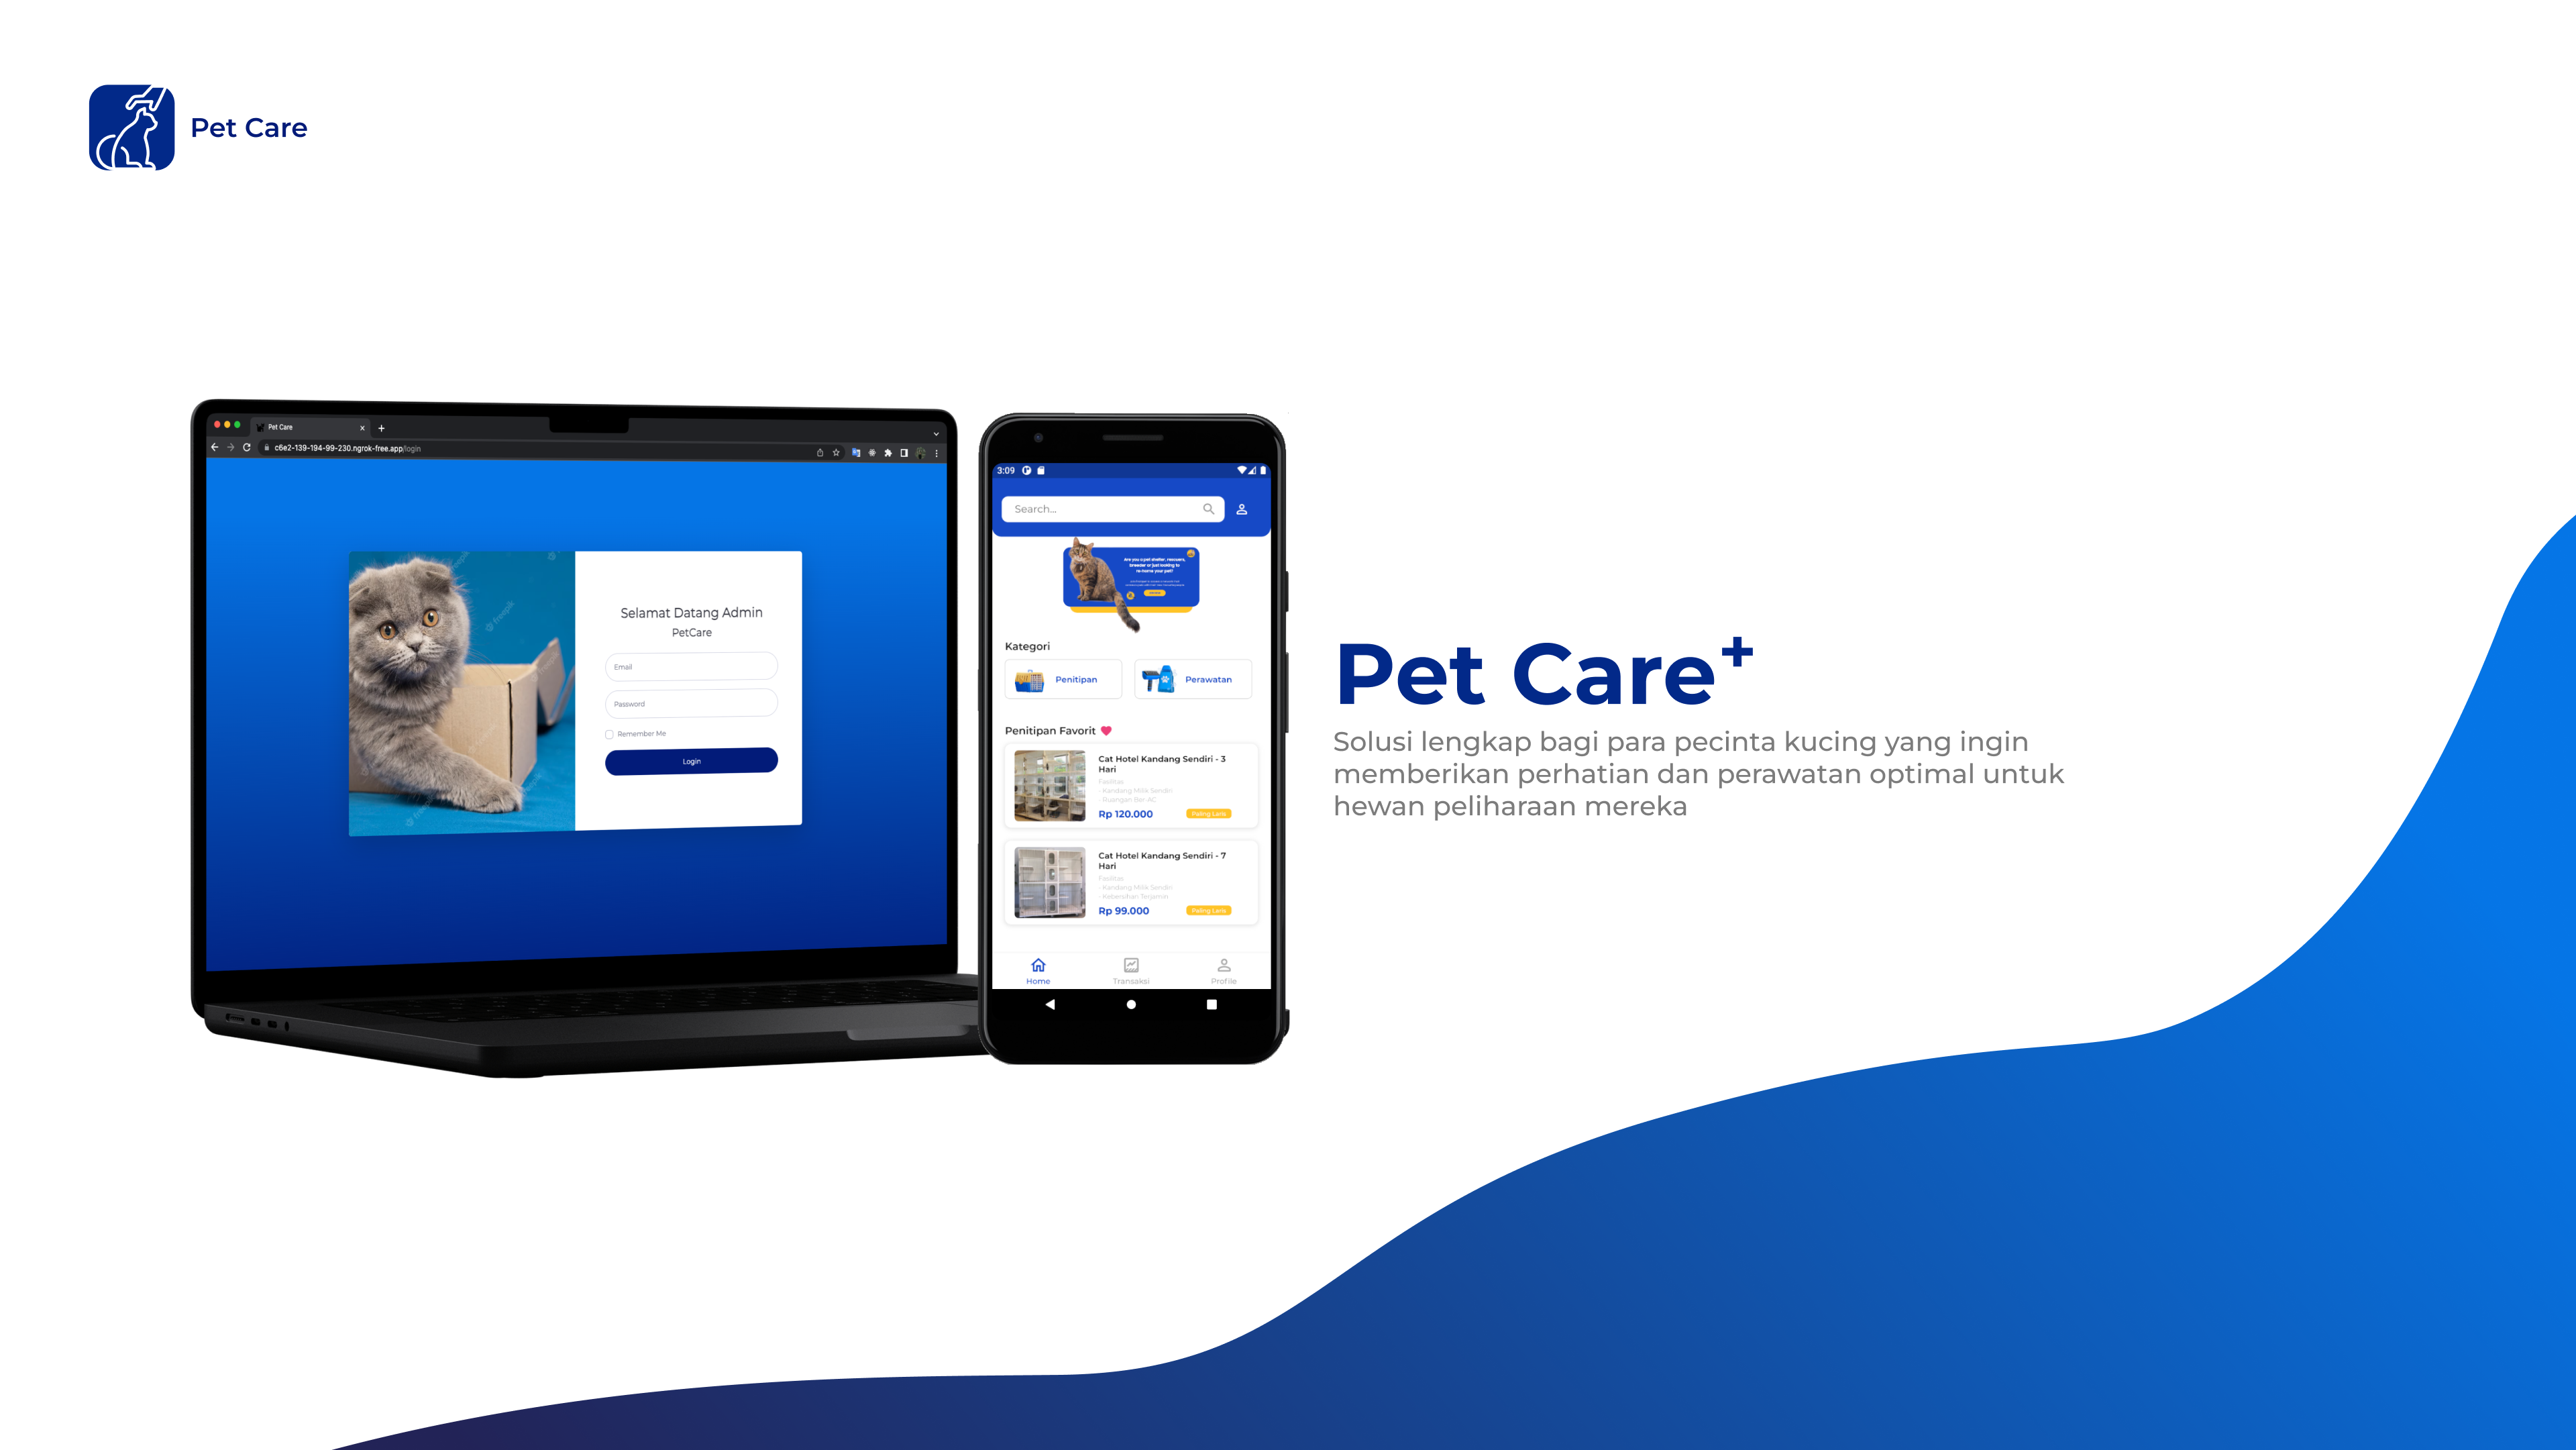 Pet Care
Pet Care
c6e2-139-194-99-230.ngrok-free.app/login
Selamat Datang Admin
PetCare
Email
Password
Remember Me
Login
freepik
3:09
Search...
Are you a pet shelter, rescuers,
breeder or just looking to
re-home your pet?
Kategori
Penitipan
Perawatan
Penitipan Favorit
Cat Hotel Kandang Sendiri - 3
Hari
Fasilitas
- Kandang Milik Sendiri
- Ruangan Ber-AC
Rp 120.000
Paling Laris
Cat Hotel Kandang Sendiri - 7
Hari
Fasilitas
- Kandang Milik Sendiri
- Kebersihan Terjamin
Rp 99.000
Paling Laris
Home
Transaksi
Profile
Pet Care+
Solusi lengkap bagi para pecinta kucing yang ingin
memberikan perhatian dan perawatan optimal untuk
hewan peliharaan mereka